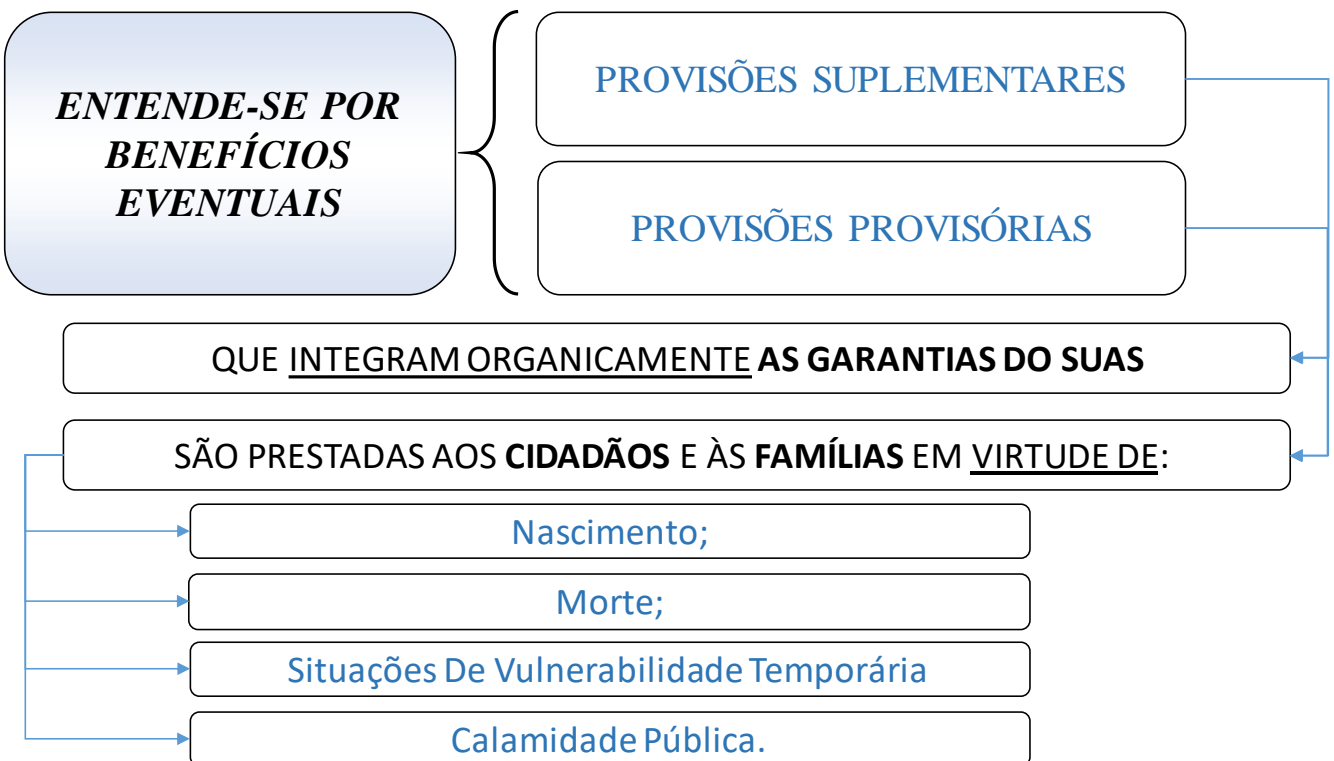 ENTENDE-SE POR
BENEFÍCIOS
EVENTUAIS
PROVISÕES SUPLEMENTARES
PROVISÕES PROVISÓRIAS
QUE INTEGRAM ORGANICAMENTE AS GARANTIAS DO SUAS
SÃO PRESTADAS AOS CIDADÃOS E ÀS FAMÍLIAS EM VIRTUDE DE:
Nascimento;
Morte;
Situações De Vulnerabilidade Temporária
Calamidade Pública.